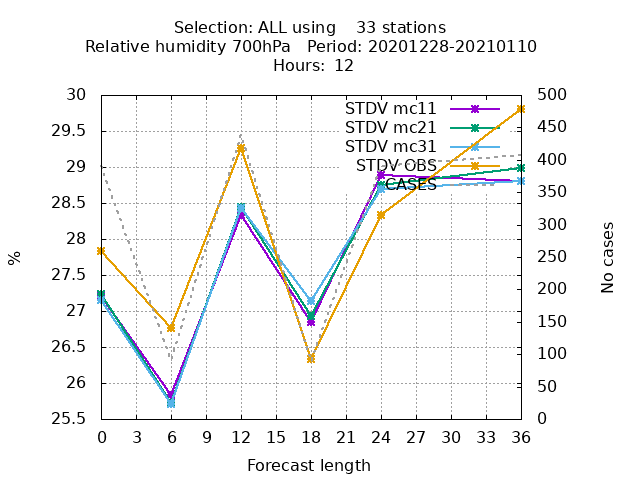 Selection: ALL using    33 stations
Relative humidity 700hPa   Period: 20201228-20210110
Hours:  12
30
29.5
29
28.5
28
27.5
27
26.5
26
25.5
%
STDV mc11
STDV mc21
STDV mc31
STDV OBS
CASES
500
450
400
350
300
250
200
150
100
50
0
No cases
0 3 6 9 12 15 18 21 24 27 30 33 36
Forecast length